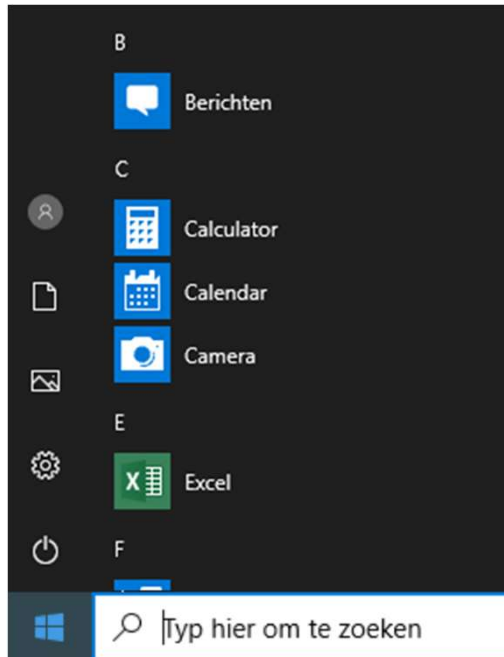 B
Berichten
C
Calculator
Calendar
Camera
E
Excel
F
Typ hier om te zoeken